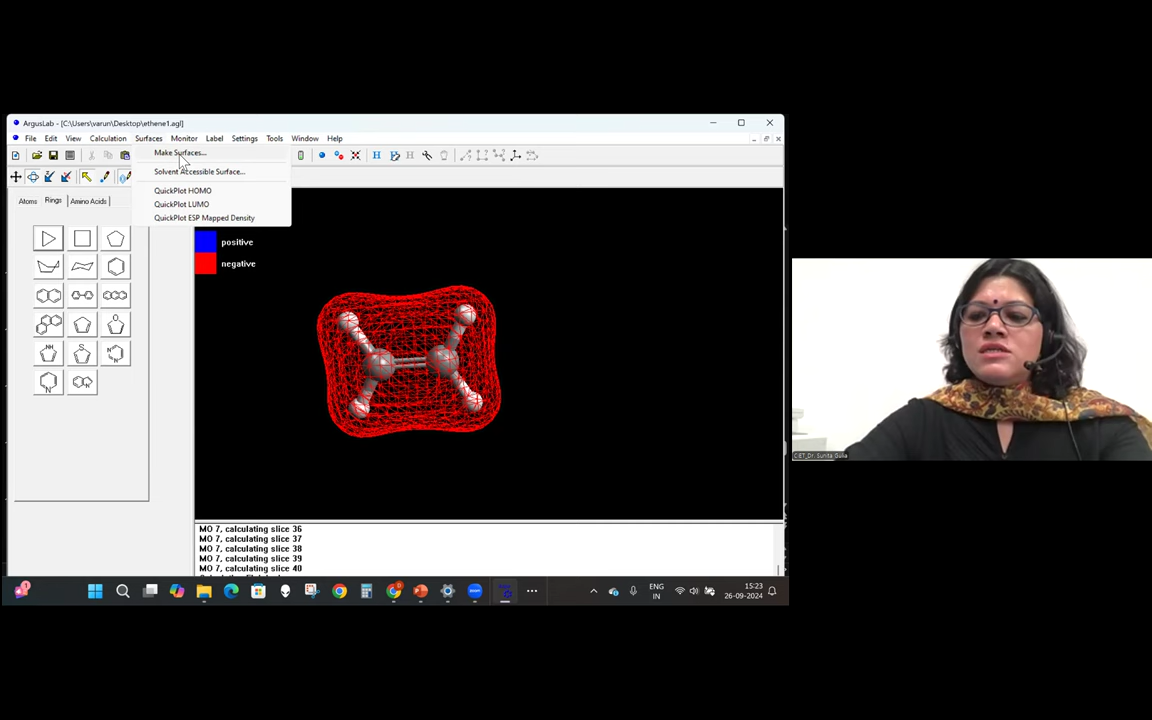 ArgusLab - [C:\Users\varun\Desktop\ethene1.agl]
File Edit View Calculation Surfaces Monitor Label Settings Tools Window Help
Make Surfaces...
Solvent Accessible Surface...
QuickPlot HOMO
QuickPlot LUMO
QuickPlot ESP Mapped Density
Atoms Rings Amino Acids
positive
negative
MO 7, calculating slice 36
MO 7, calculating slice 37
MO 7, calculating slice 38
MO 7, calculating slice 39
MO 7, calculating slice 40
ENG
IN
15:23
26-09-2024
CIET_Dr. Sunita Gulia